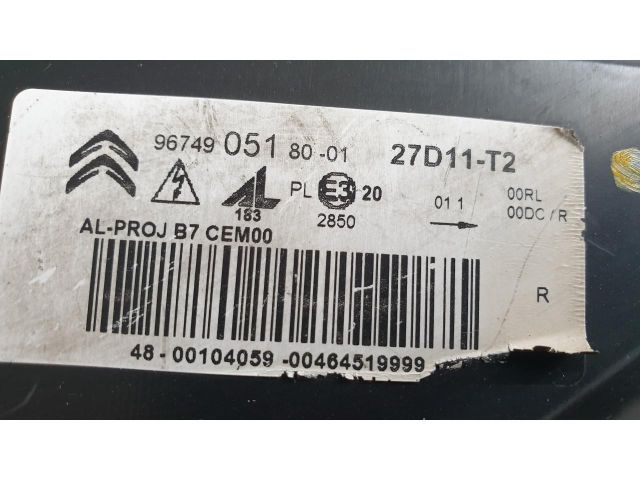 96749 051 80-01 27D11-T2
AL 183 PL E3 20 011 00RL
2850 00DC/R
AL-PROJ B7 CEM00
R
48-00104059-00464519999